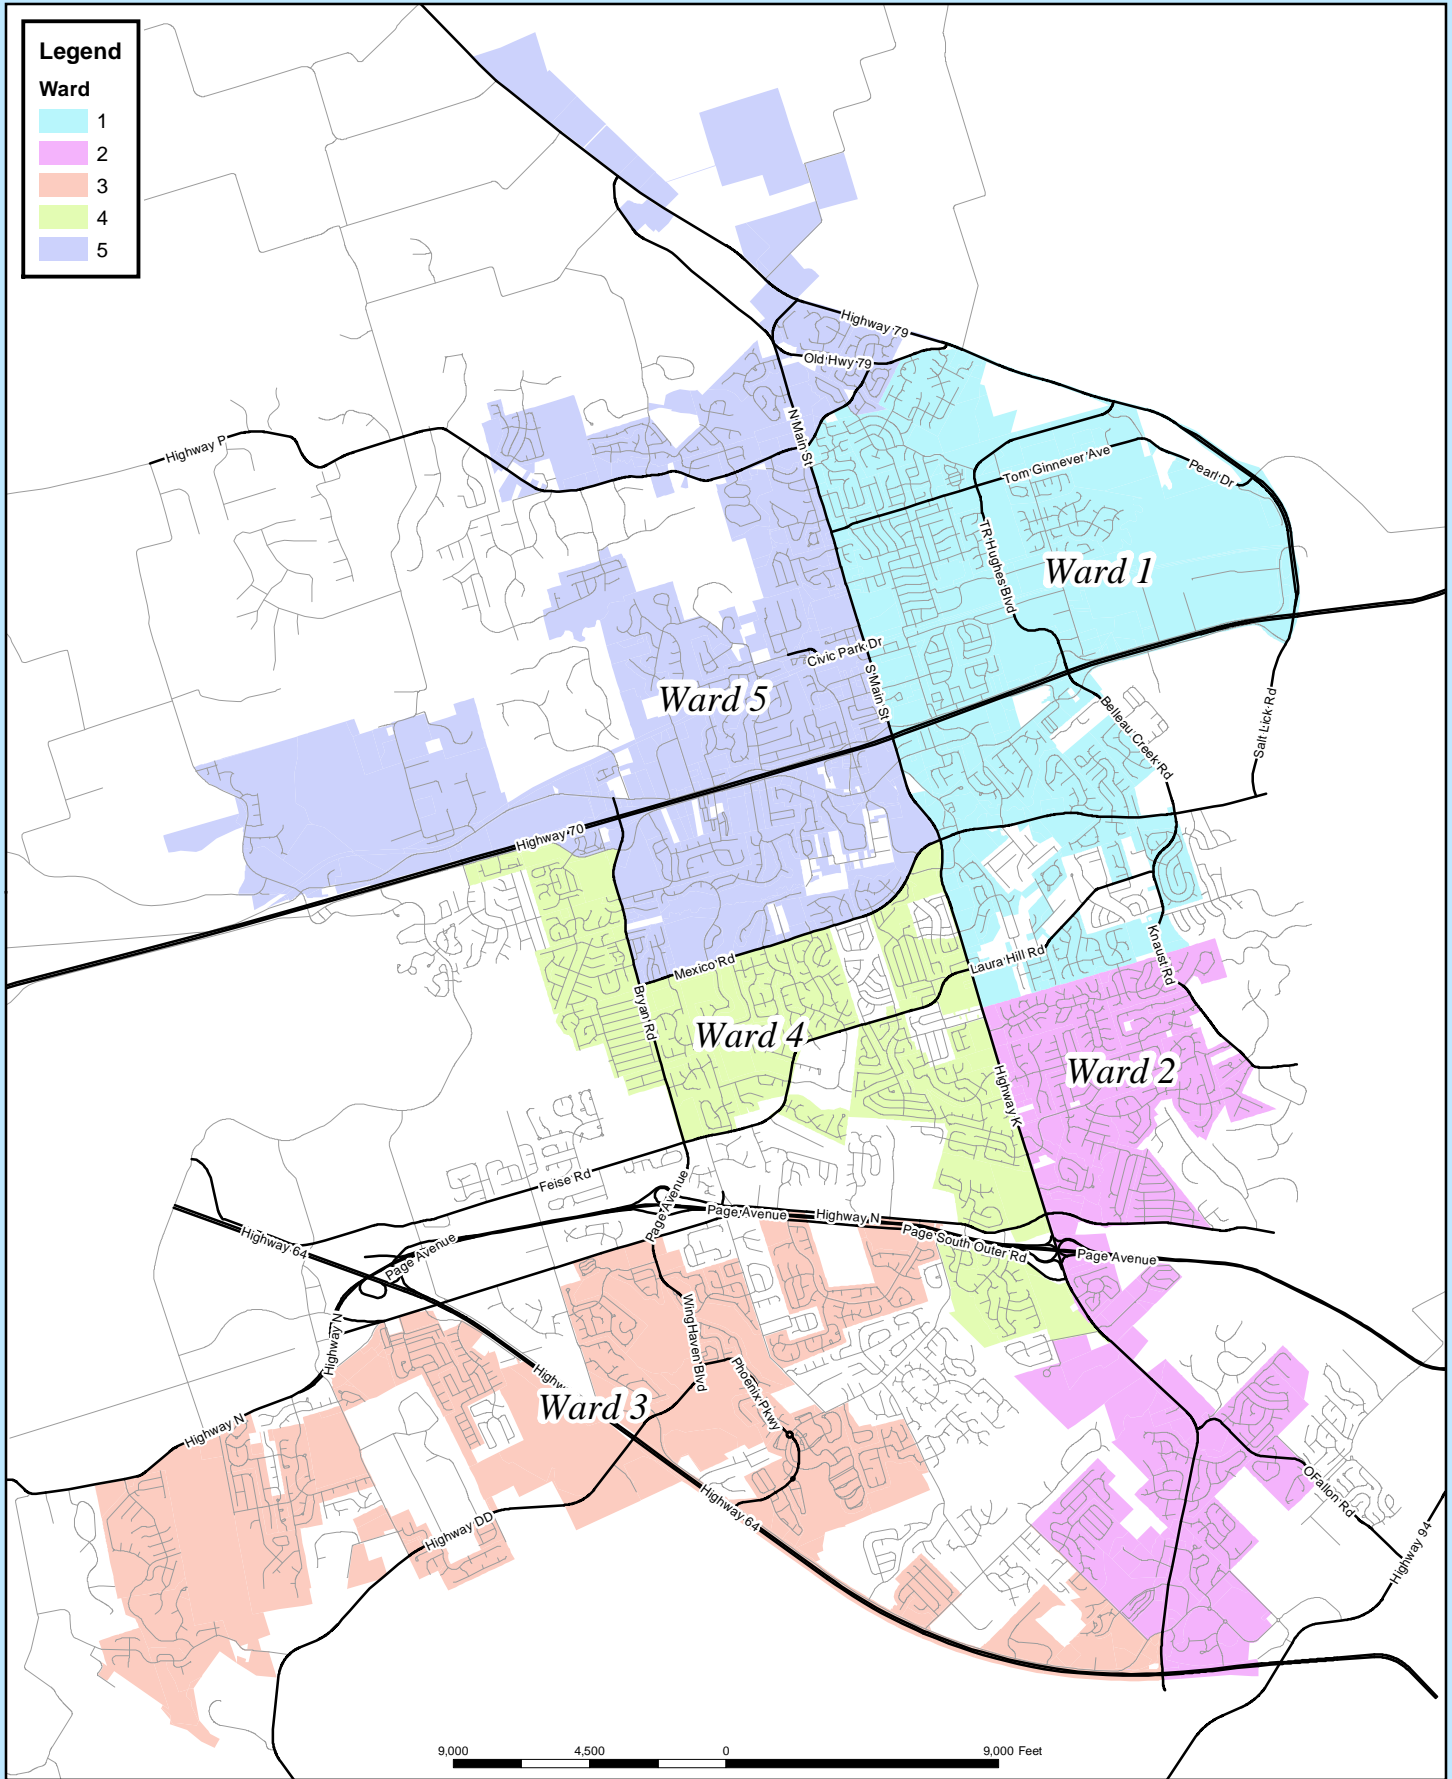 Legend
Ward
1
2
3
4
5
Highway 79
Old Hwy 79
N Main St
Highway P
Tom Ginnever Ave
Pearl Dr
TR Hughes Blvd
Ward 1
Civic Park Dr
S Main St
Ward 5
Belleau Creek Rd
Salt Lick Rd
Highway 70
Mexico Rd
Laura Hill Rd
Knaust Rd
Bryan Rd
Ward 4
Ward 2
Highway K
Feise Rd
Page Avenue
Page Avenue
Highway N
Highway 64
Page Avenue
Page South Outer Rd
Page Avenue
Highway N
WingHaven Blvd
Phoenix Pkwy
Highw
Ward 3
Highway N
OFallon Rd
Highway 64
Highway DD
Highway 94
9,000
4,500
0
9,000 Feet